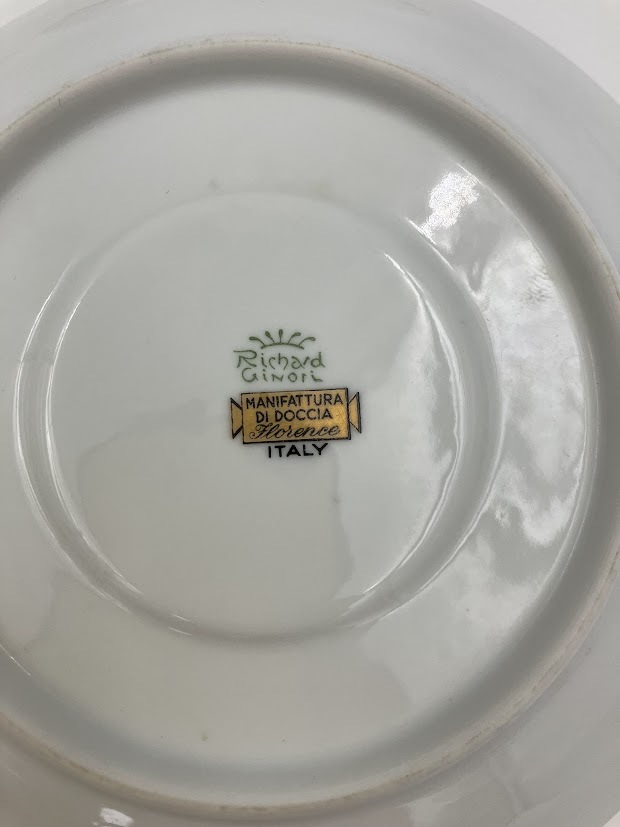 Richard
Ginori
MANIFATTURA
DI DOCCIA
Florence
ITALY